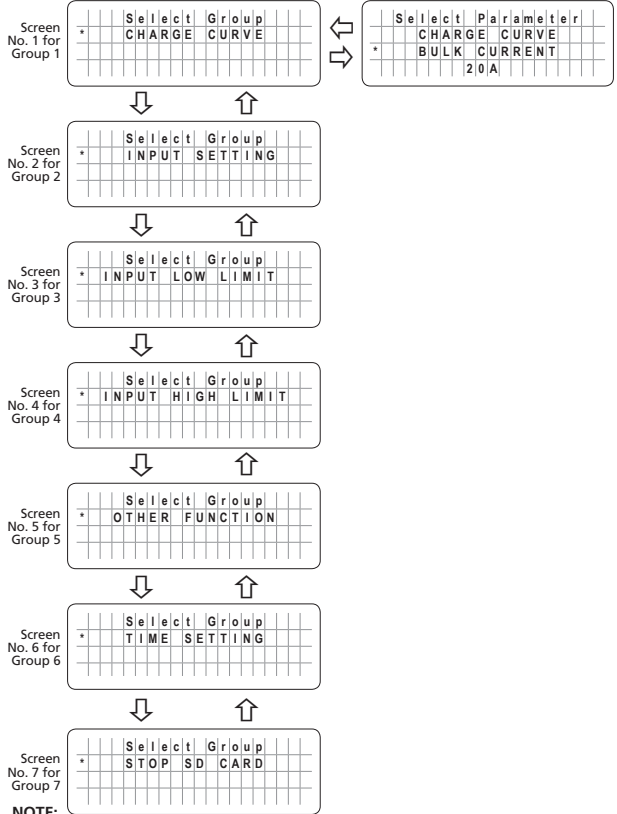 Screen
No. 1 for
Group 1
Select Group
* CHARGE CURVE
Select Parameter
CHARGE CURVE
* BULK CURRENT
20A
Screen
No. 2 for
Group 2
Select Group
* INPUT SETTING
Screen
No. 3 for
Group 3
Select Group
* INPUT LOW LIMIT
Screen
No. 4 for
Group 4
Select Group
* INPUT HIGH LIMIT
Screen
No. 5 for
Group 5
Select Group
* OTHER FUNCTION
Screen
No. 6 for
Group 6
Select Group
* TIME SETTING
Screen
No. 7 for
Group 7
Select Group
* STOP SD CARD
NOTE: